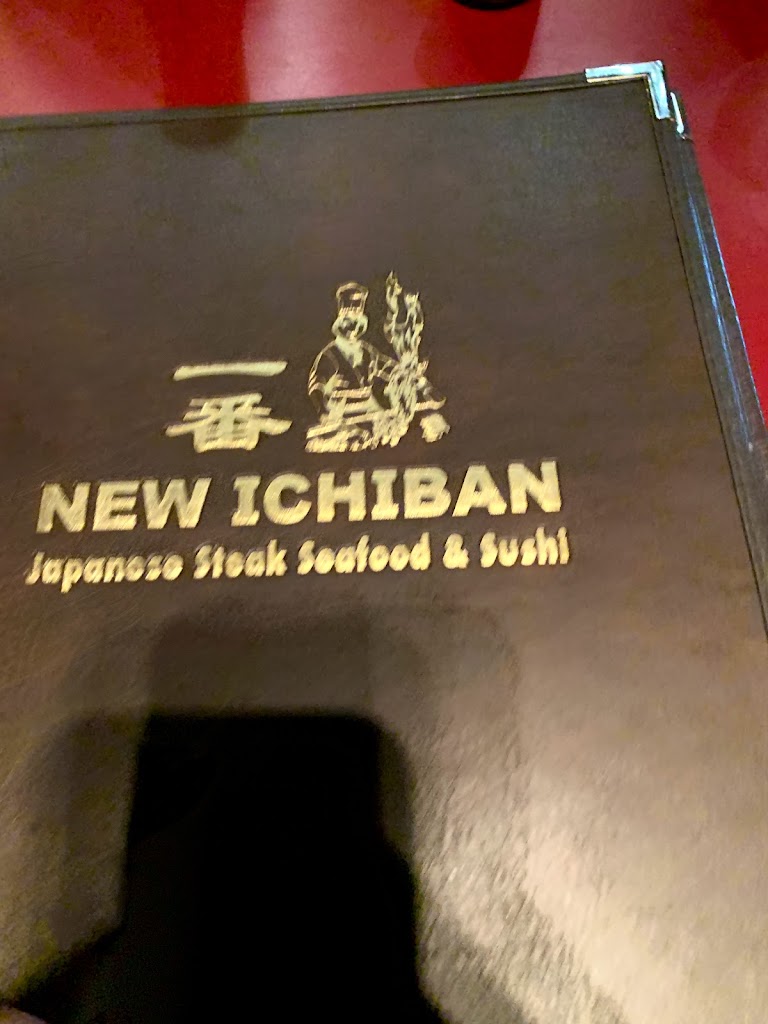 一
番
NEW ICHIBAN
Japanese Steak Seafood & Sushi